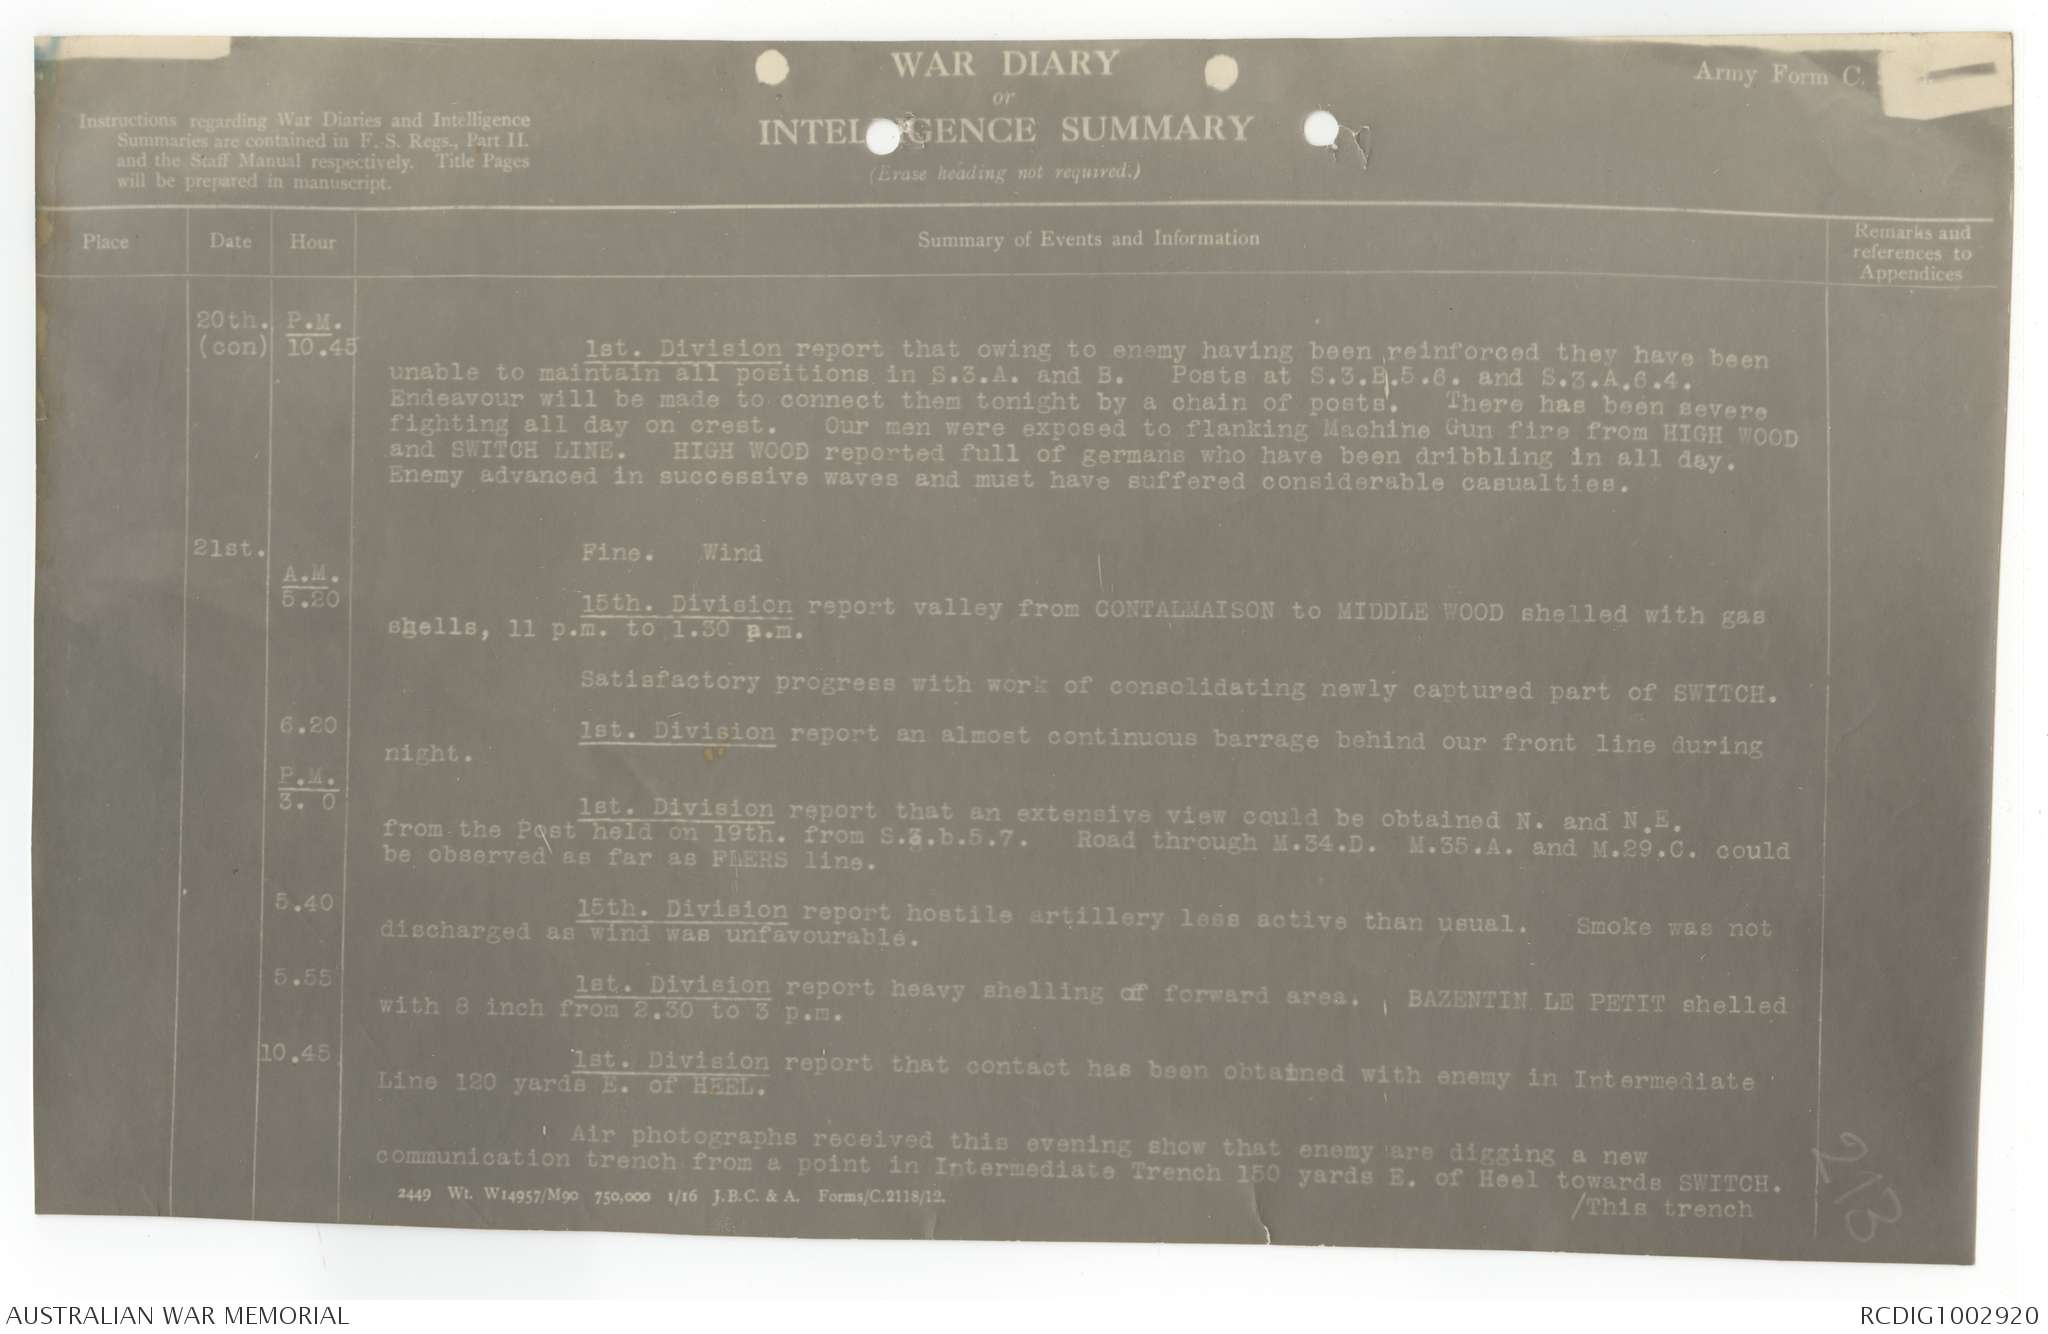 WAR DIARY
or
INTELLIGENCE SUMMARY
(Erase heading not required.)
Army Form C.
Instructions regarding War Diaries and Intelligence
Summaries are contained in F. S. Regs., Part II.
and the Staff Manual respectively. Title Pages
will be prepared in manuscript.
Place
Date
Hour
Summary of Events and Information
Remarks and
references to
Appendices
20th.
(con)
P.M.
10.45
1st. Division report that owing to enemy having been reinforced they have been
unable to maintain all positions in S.3.A. and B. Posts at S.3.B.5.6. and S.3.A.6.4.
Endeavour will be made to connect them tonight by a chain of posts. There has been severe
fighting all day on crest. Our men were exposed to flanking Machine Gun fire from HIGH WOOD
and SWITCH LINE. HIGH WOOD reported full of germans who have been dribbling in all day.
Enemy advanced in successive waves and must have suffered considerable casualties.
21st.
Fine. Wind
A.M.
5.20
15th. Division report valley from CONTALMAISON to MIDDLE WOOD shelled with gas
shells, 11 p.m. to 1.30 a.m.
Satisfactory progress with work of consolidating newly captured part of SWITCH.
6.20
1st. Division report an almost continuous barrage behind our front line during
night.
P.M.
3. 0
1st. Division report that an extensive view could be obtained N. and N.E.
from the Post held on 19th. from S.3.b.5.7. Road through M.34.D. M.35.A. and M.29.C. could
be observed as far as FLERS line.
5.40
15th. Division report hostile artillery less active than usual. Smoke was not
discharged as wind was unfavourable.
5.55
1st. Division report heavy shelling of forward area. BAZENTIN LE PETIT shelled
with 8 inch from 2.30 to 3 p.m.
10.45
1st. Division report that contact has been obtained with enemy in Intermediate
Line 120 yards E. of HEEL.
Air photographs received this evening show that enemy are digging a new
communication trench from a point in Intermediate Trench 150 yards E. of Heel towards SWITCH.
/This trench
2449 Wt. W14957/M90 750,000 1/16 J.B.C. & A. Forms/C.2118/12.
213
AUSTRALIAN WAR MEMORIAL
RCDIG1002920